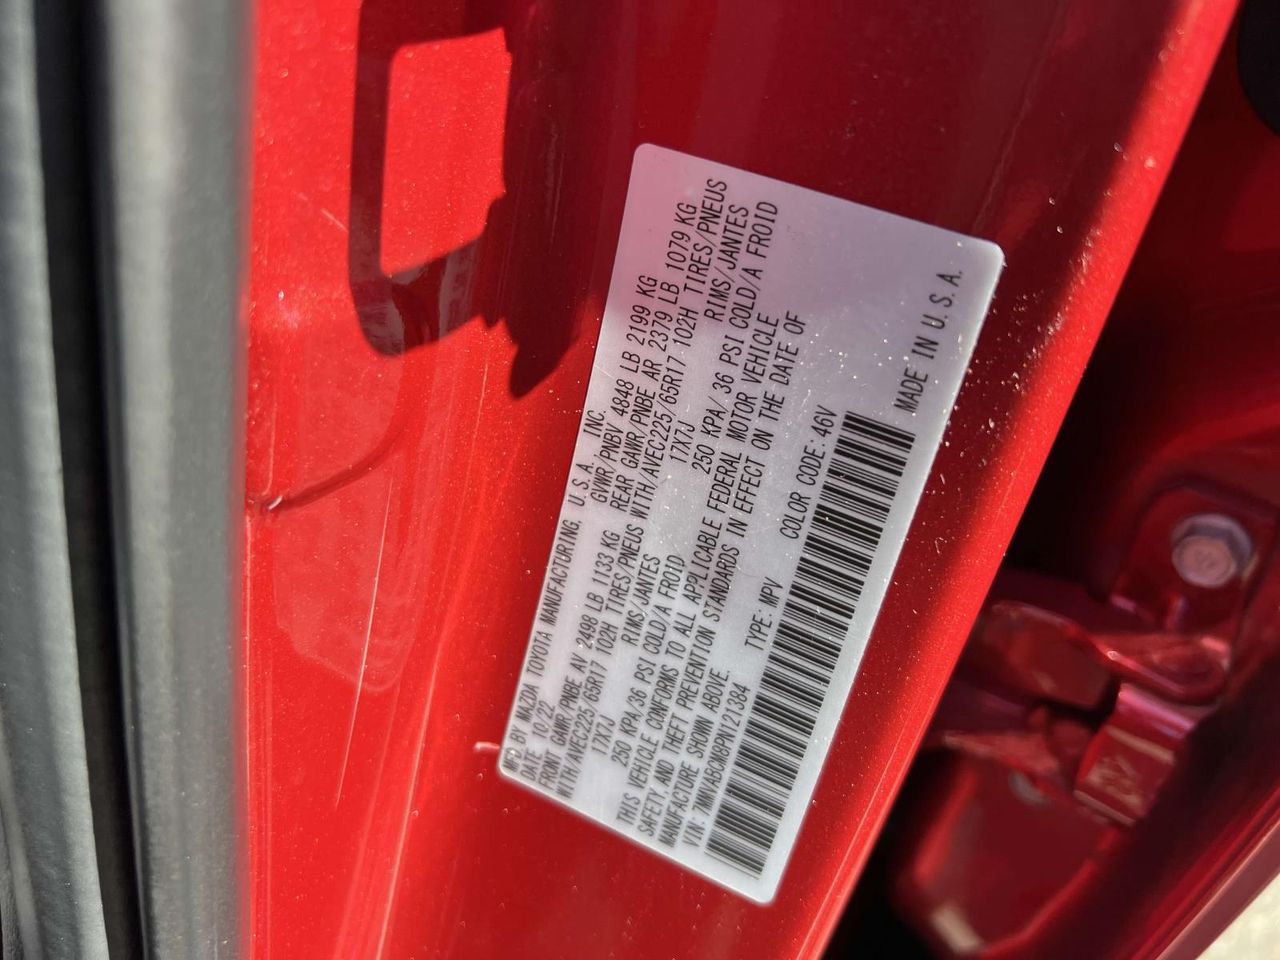 MFD. BY MAZDA TOYOTA MANUFACTURING, U.S.A. INC.
DATE 10/22 GVWR/PNBV 4848 LB 2199 KG
FRONT GAWR/PNBE AV 2498 LB 1133 KG REAR GAWR/PNBE AR 2379 LB 1079 KG
WITH/AVEC225/65R17 102H TIRES/PNEUS WITH/AVEC225/65R17 102H TIRES/PNEUS
17X7J RIMS/JANTES 17X7J RIMS/JANTES
250 KPA/36 PSI COLD/A FROID 250 KPA/ 36 PSI COLD/A FROID
THIS VEHICLE CONFORMS TO ALL APPLICABLE FEDERAL MOTOR VEHICLE
SAFETY AND THEFT PREVENTION STANDARDS IN EFFECT ON THE DATE OF
MANUFACTURE SHOWN ABOVE.
VIN: 7MMVABCM8PN121384 TYPE: MPV COLOR CODE: 46V
MADE IN U.S.A.